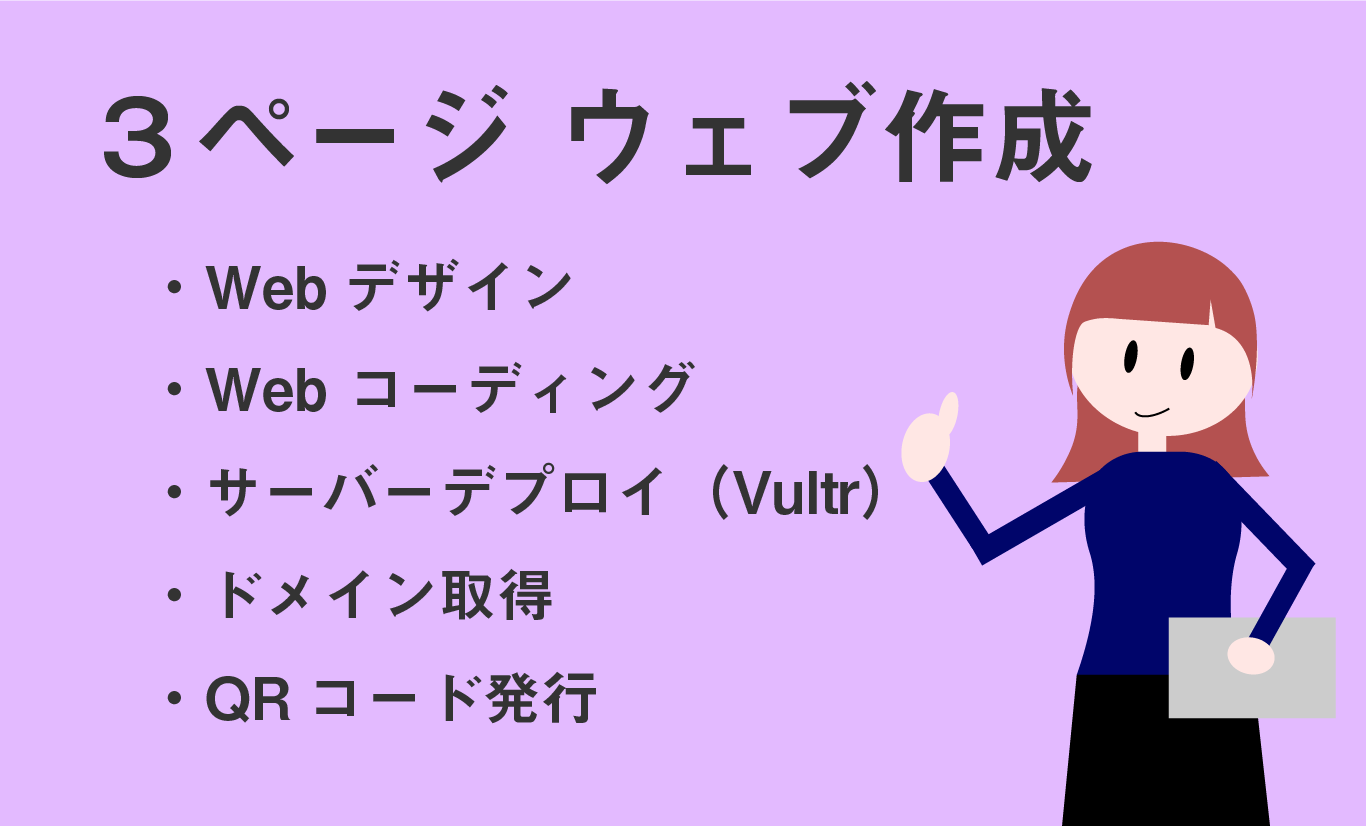 ３ページ ウェブ作成
・Web デザイン
・Web コーディング
・サーバーデプロイ（Vultr）
・ドメイン取得
・QR コード発行